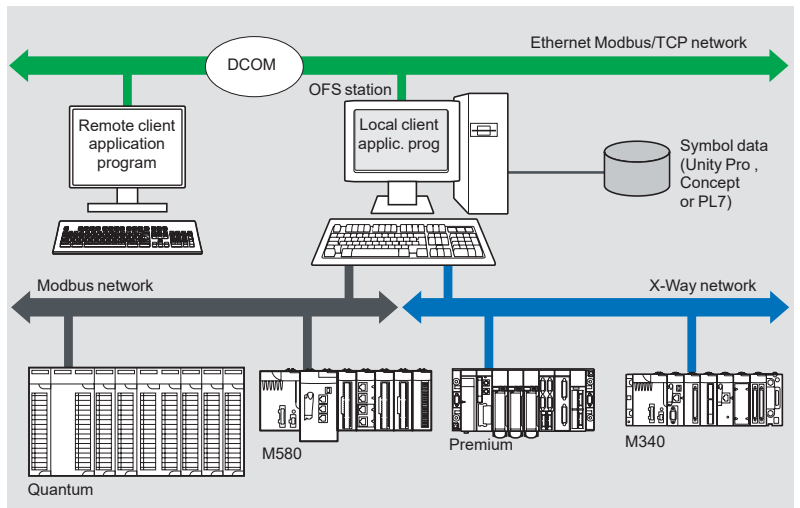 Ethernet Modbus/TCP network
DCOM
OFS station
Remote client
application
program
Local client
applic. prog
Symbol data
(Unity Pro ,
Concept
or PL7)
Modbus network
X-Way network
Quantum
M580
Premium
M340